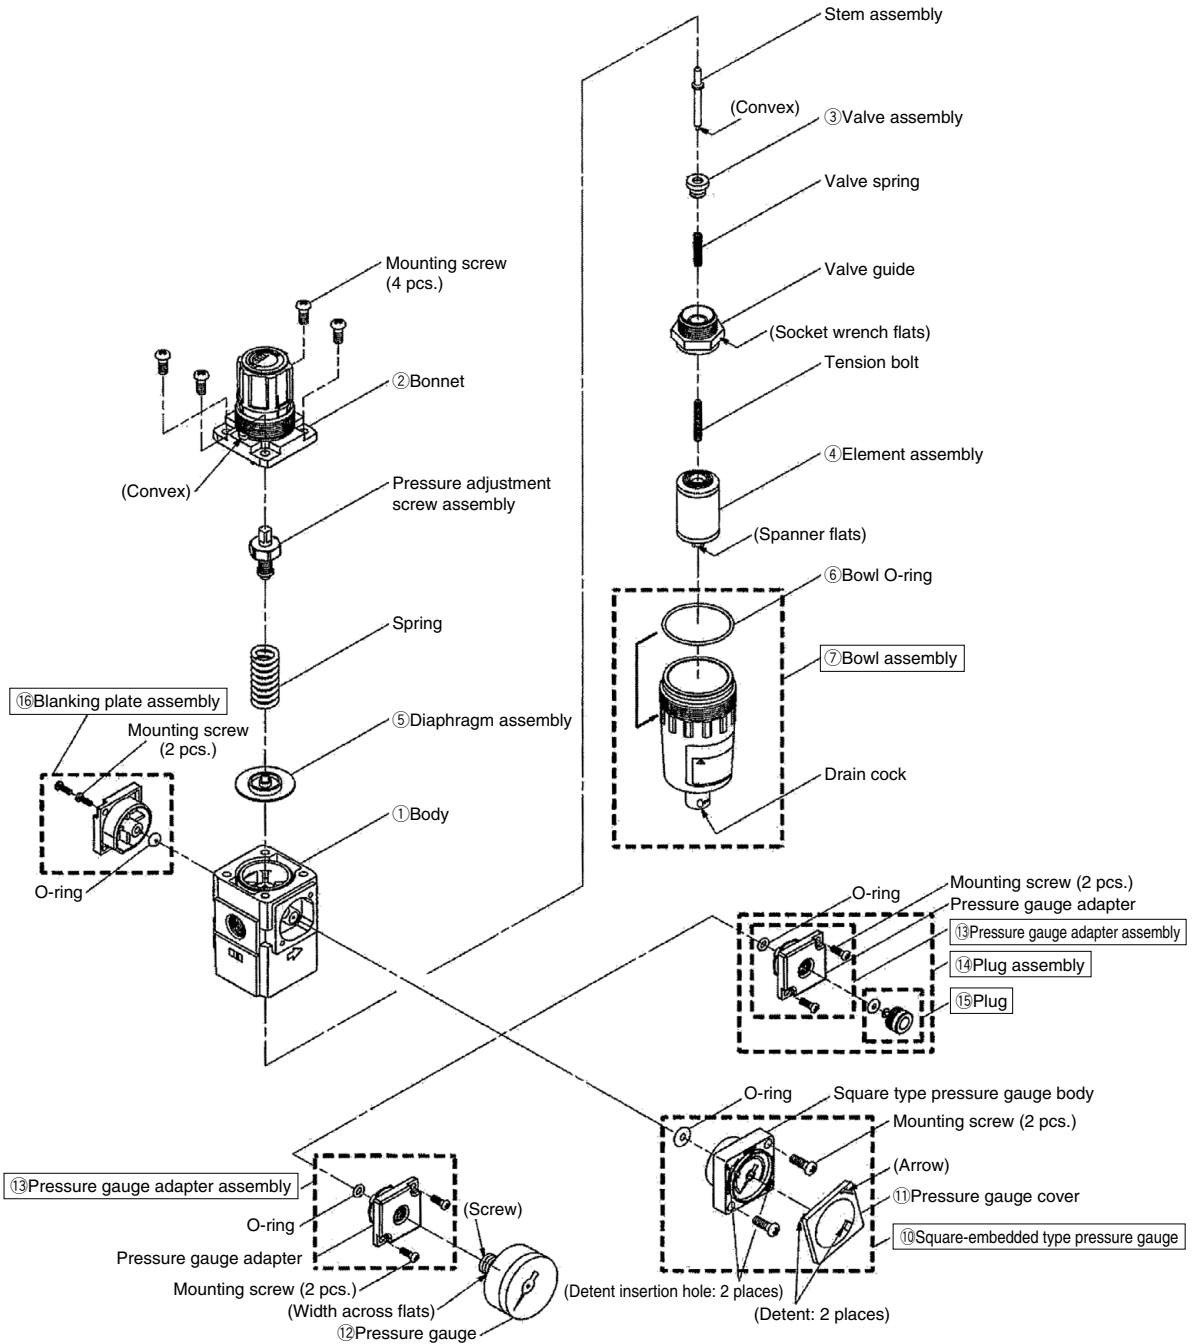 Stem assembly
(Convex)
③Valve assembly
Valve spring
Valve guide
(Socket wrench flats)
Tension bolt
④Element assembly
(Spanner flats)
⑥Bowl O-ring
⑦Bowl assembly
Drain cock
Mounting screw
(4 pcs.)
②Bonnet
(Convex)
Pressure adjustment
screw assembly
Spring
⑯Blanking plate assembly
Mounting screw
(2 pcs.)
⑤Diaphragm assembly
①Body
O-ring
O-ring
Mounting screw (2 pcs.)
Pressure gauge adapter
⑬Pressure gauge adapter assembly
⑭Plug assembly
⑮Plug
O-ring
Square type pressure gauge body
Mounting screw (2 pcs.)
(Arrow)
⑪Pressure gauge cover
⑩Square-embedded type pressure gauge
(Detent insertion hole: 2 places)
(Detent: 2 places)
⑬Pressure gauge adapter assembly
O-ring
(Screw)
Pressure gauge adapter
Mounting screw (2 pcs.)
(Width across flats)
⑫Pressure gauge